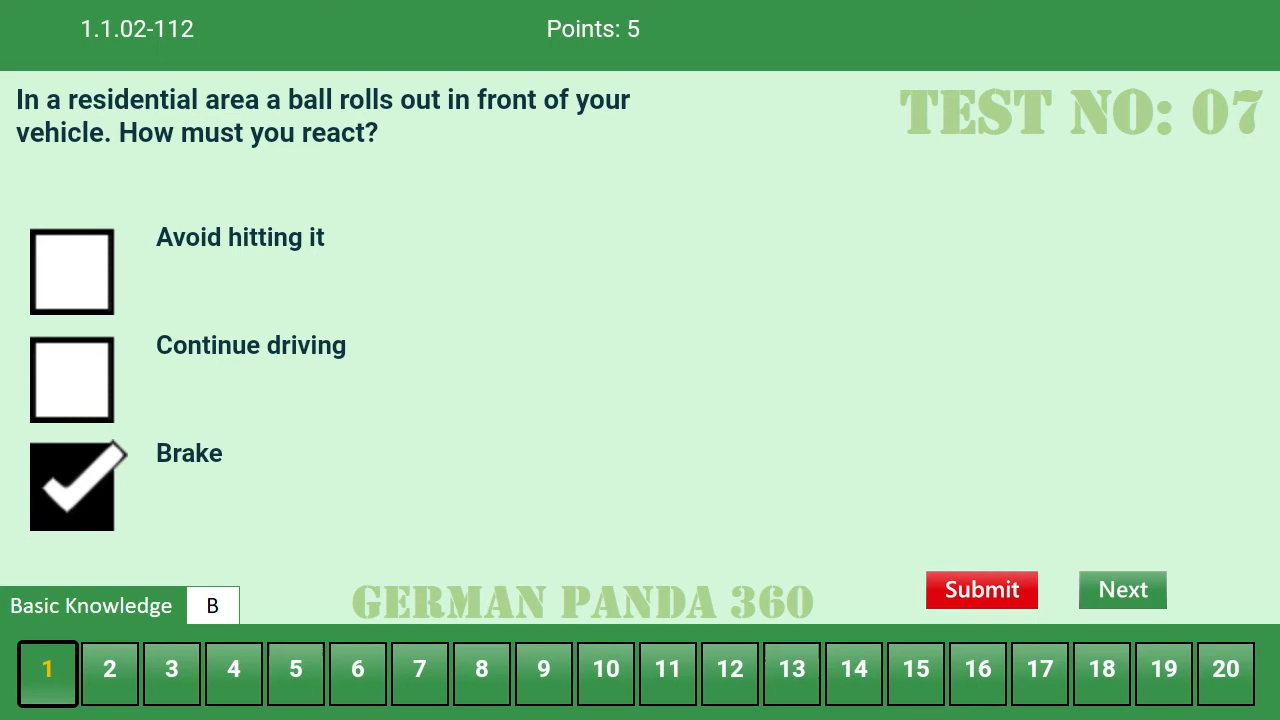 1.1.02-112
Points: 5
In a residential area a ball rolls out in front of your
vehicle. How must you react?
TEST NO: 07
Avoid hitting it
Continue driving
Brake
Basic Knowledge
B
GERMAN PANDA 360
Submit
Next
1 2 3 4 5 6 7 8 9 10 11 12 13 14 15 16 17 18 19 20